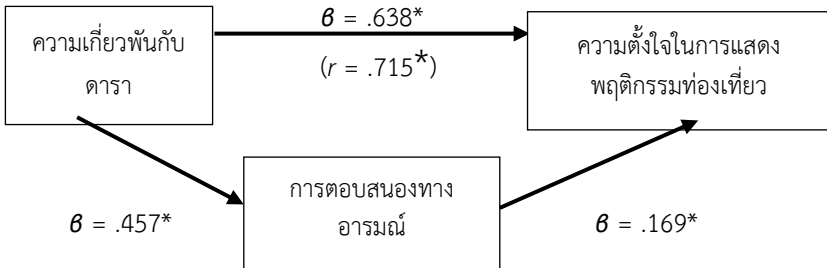 ความเกี่ยวพันกับ
ดารา
β = .638*
(r = .715*)
ความตั้งใจในการแสดง
พฤติกรรมท่องเที่ยว
การตอบสนองทาง
อารมณ์
β = .457*
β = .169*